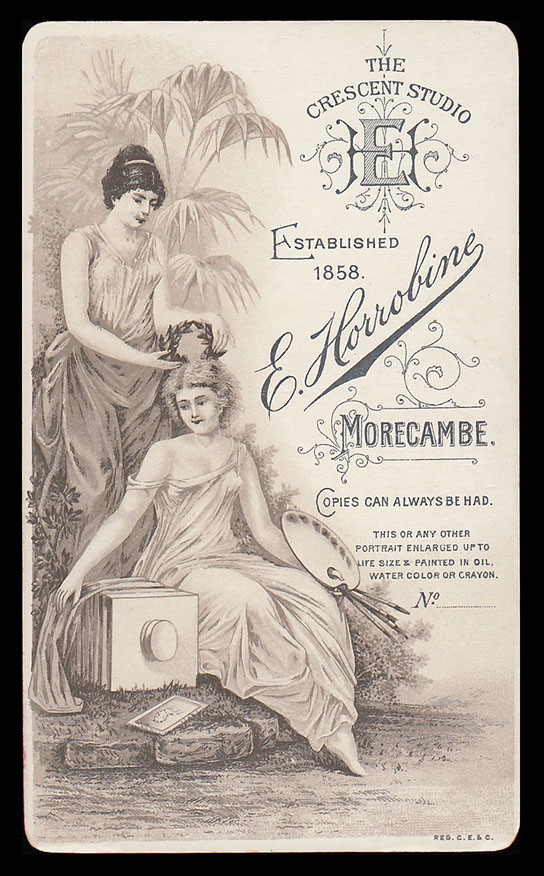 THE
CRESCENT STUDIO
EH
ESTABLISHED
1858.
E. Horrobine
MORECAMBE.
COPIES CAN ALWAYS BE HAD.
THIS OR ANY OTHER
PORTRAIT ENLARGED UP TO
LIFE SIZE & PAINTED IN OIL,
WATER COLOR OR CRAYON.
No.
REG. C. E. & C.